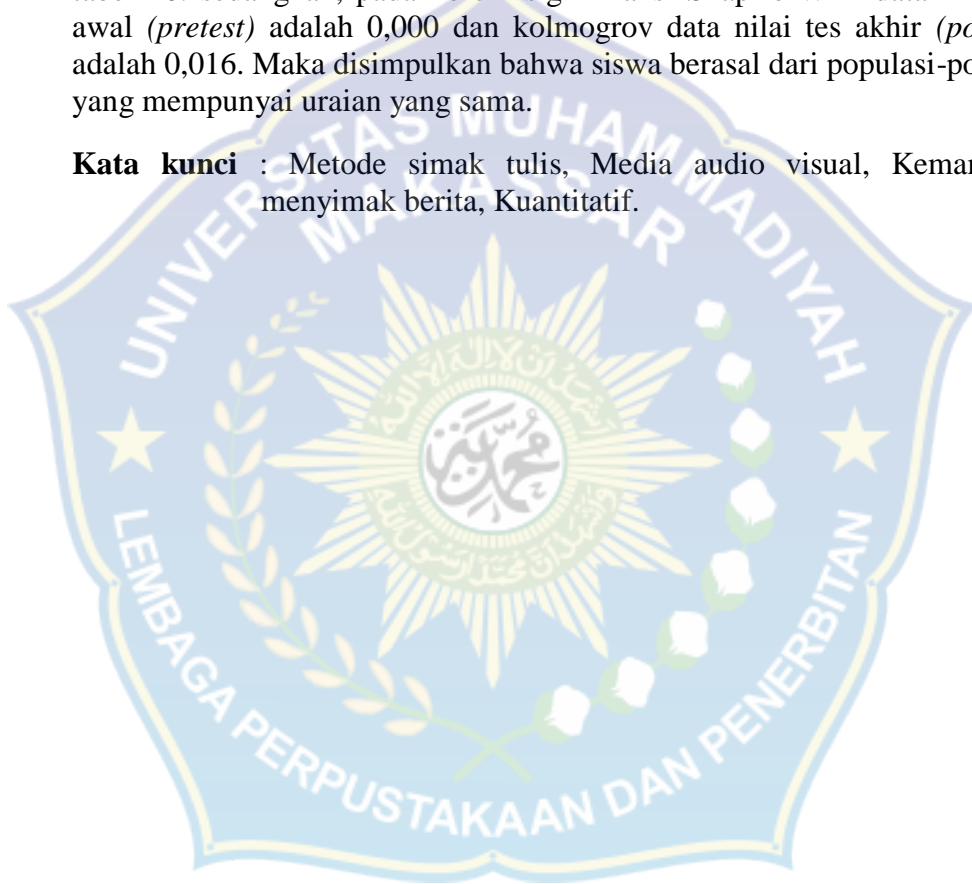 awal (pretest) adalah 0,000 dan kolmogrov data nilai tes akhir (po
adalah 0,016. Maka disimpulkan bahwa siswa berasal dari populasi-po
yang mempunyai uraian yang sama.
Kata kunci : Metode simak tulis, Media audio visual, Kemar
menyimak berita, Kuantitatif.
UNIVERSITAS MUHAMMADIYAH
MAKASSAR
LEMBAGA PERPUSTAKAAN DAN PENERBITAN